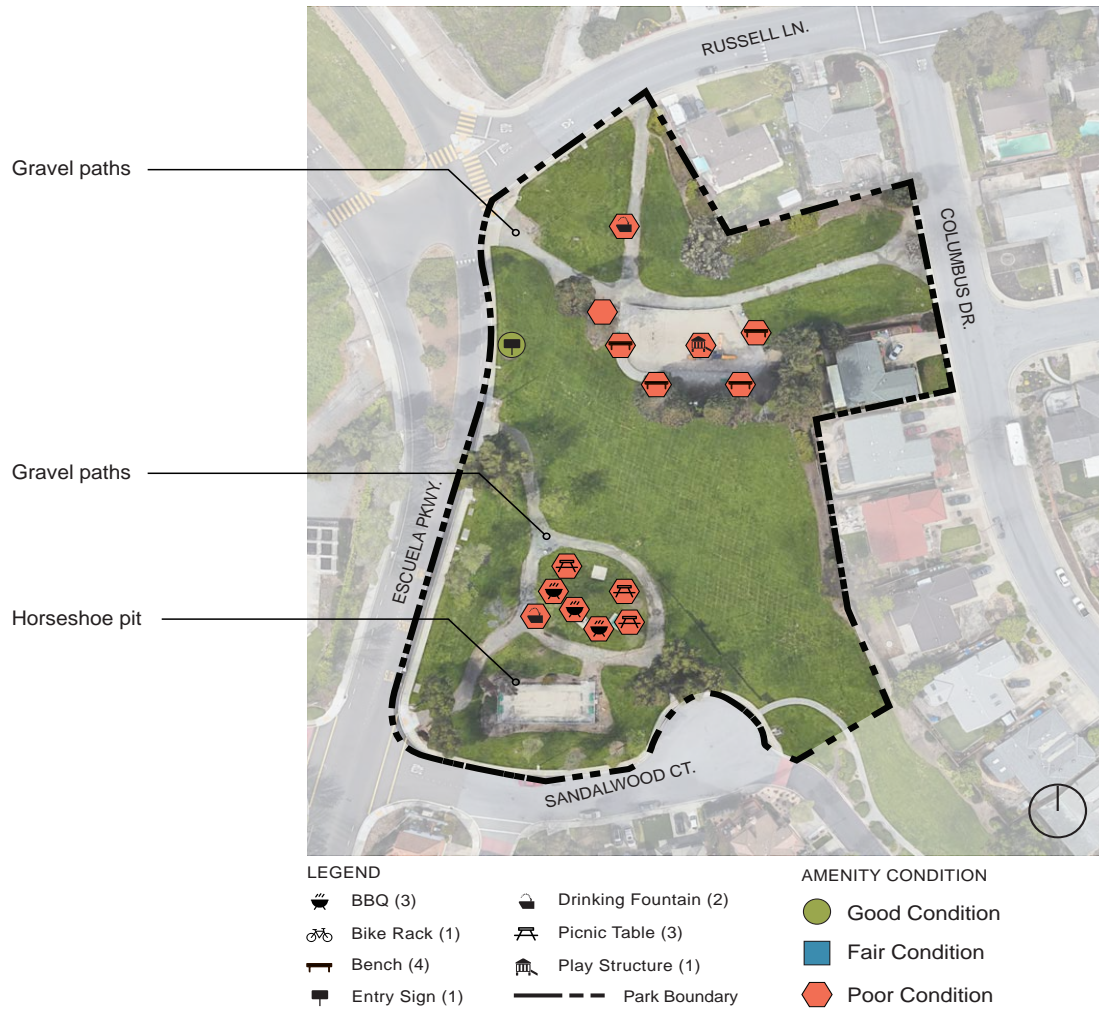 RUSSELL LN.
Gravel paths
COLUMBUS DR.
Gravel paths
ESCUELA PKWY.
Horseshoe pit
SANDALWOOD CT.
LEGEND
BBQ (3)
Bike Rack (1)
Bench (4)
Entry Sign (1)
Drinking Fountain (2)
Picnic Table (3)
Play Structure (1)
Park Boundary
AMENITY CONDITION
Good Condition
Fair Condition
Poor Condition